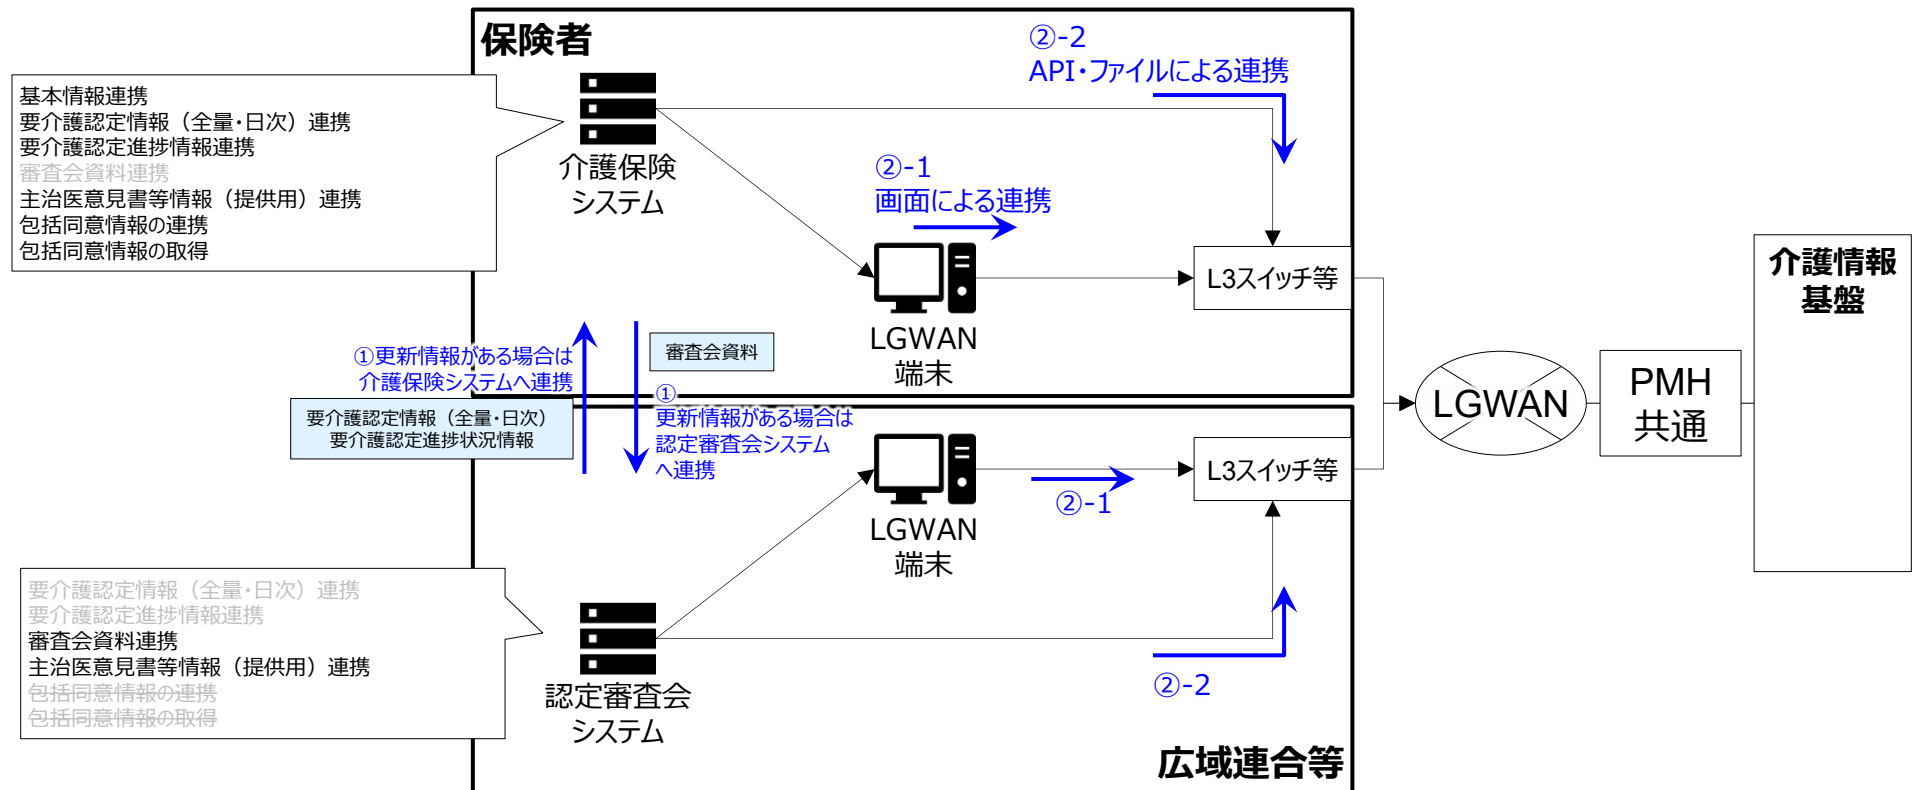 保険者
②-2
API・ファイルによる連携
基本情報連携
要介護認定情報（全量・日次）連携
要介護認定進捗情報連携
審査会資料連携
主治医意見書等情報（提供用）連携
包括同意情報の連携
包括同意情報の取得
介護保険
システム
②-1
画面による連携
L3スイッチ等
介護情報
基盤
LGWAN
端末
①更新情報がある場合は
介護保険システムへ連携
審査会資料
①
更新情報がある場合は
認定審査会システム
へ連携
要介護認定情報（全量・日次）
要介護認定進捗状況情報
LGWAN
PMH
共通
L3スイッチ等
②-1
LGWAN
端末
要介護認定情報（全量・日次）連携
要介護認定進捗情報連携
審査会資料連携
主治医意見書等情報（提供用）連携
包括同意情報の連携
包括同意情報の取得
認定審査会
システム
②-2
広域連合等